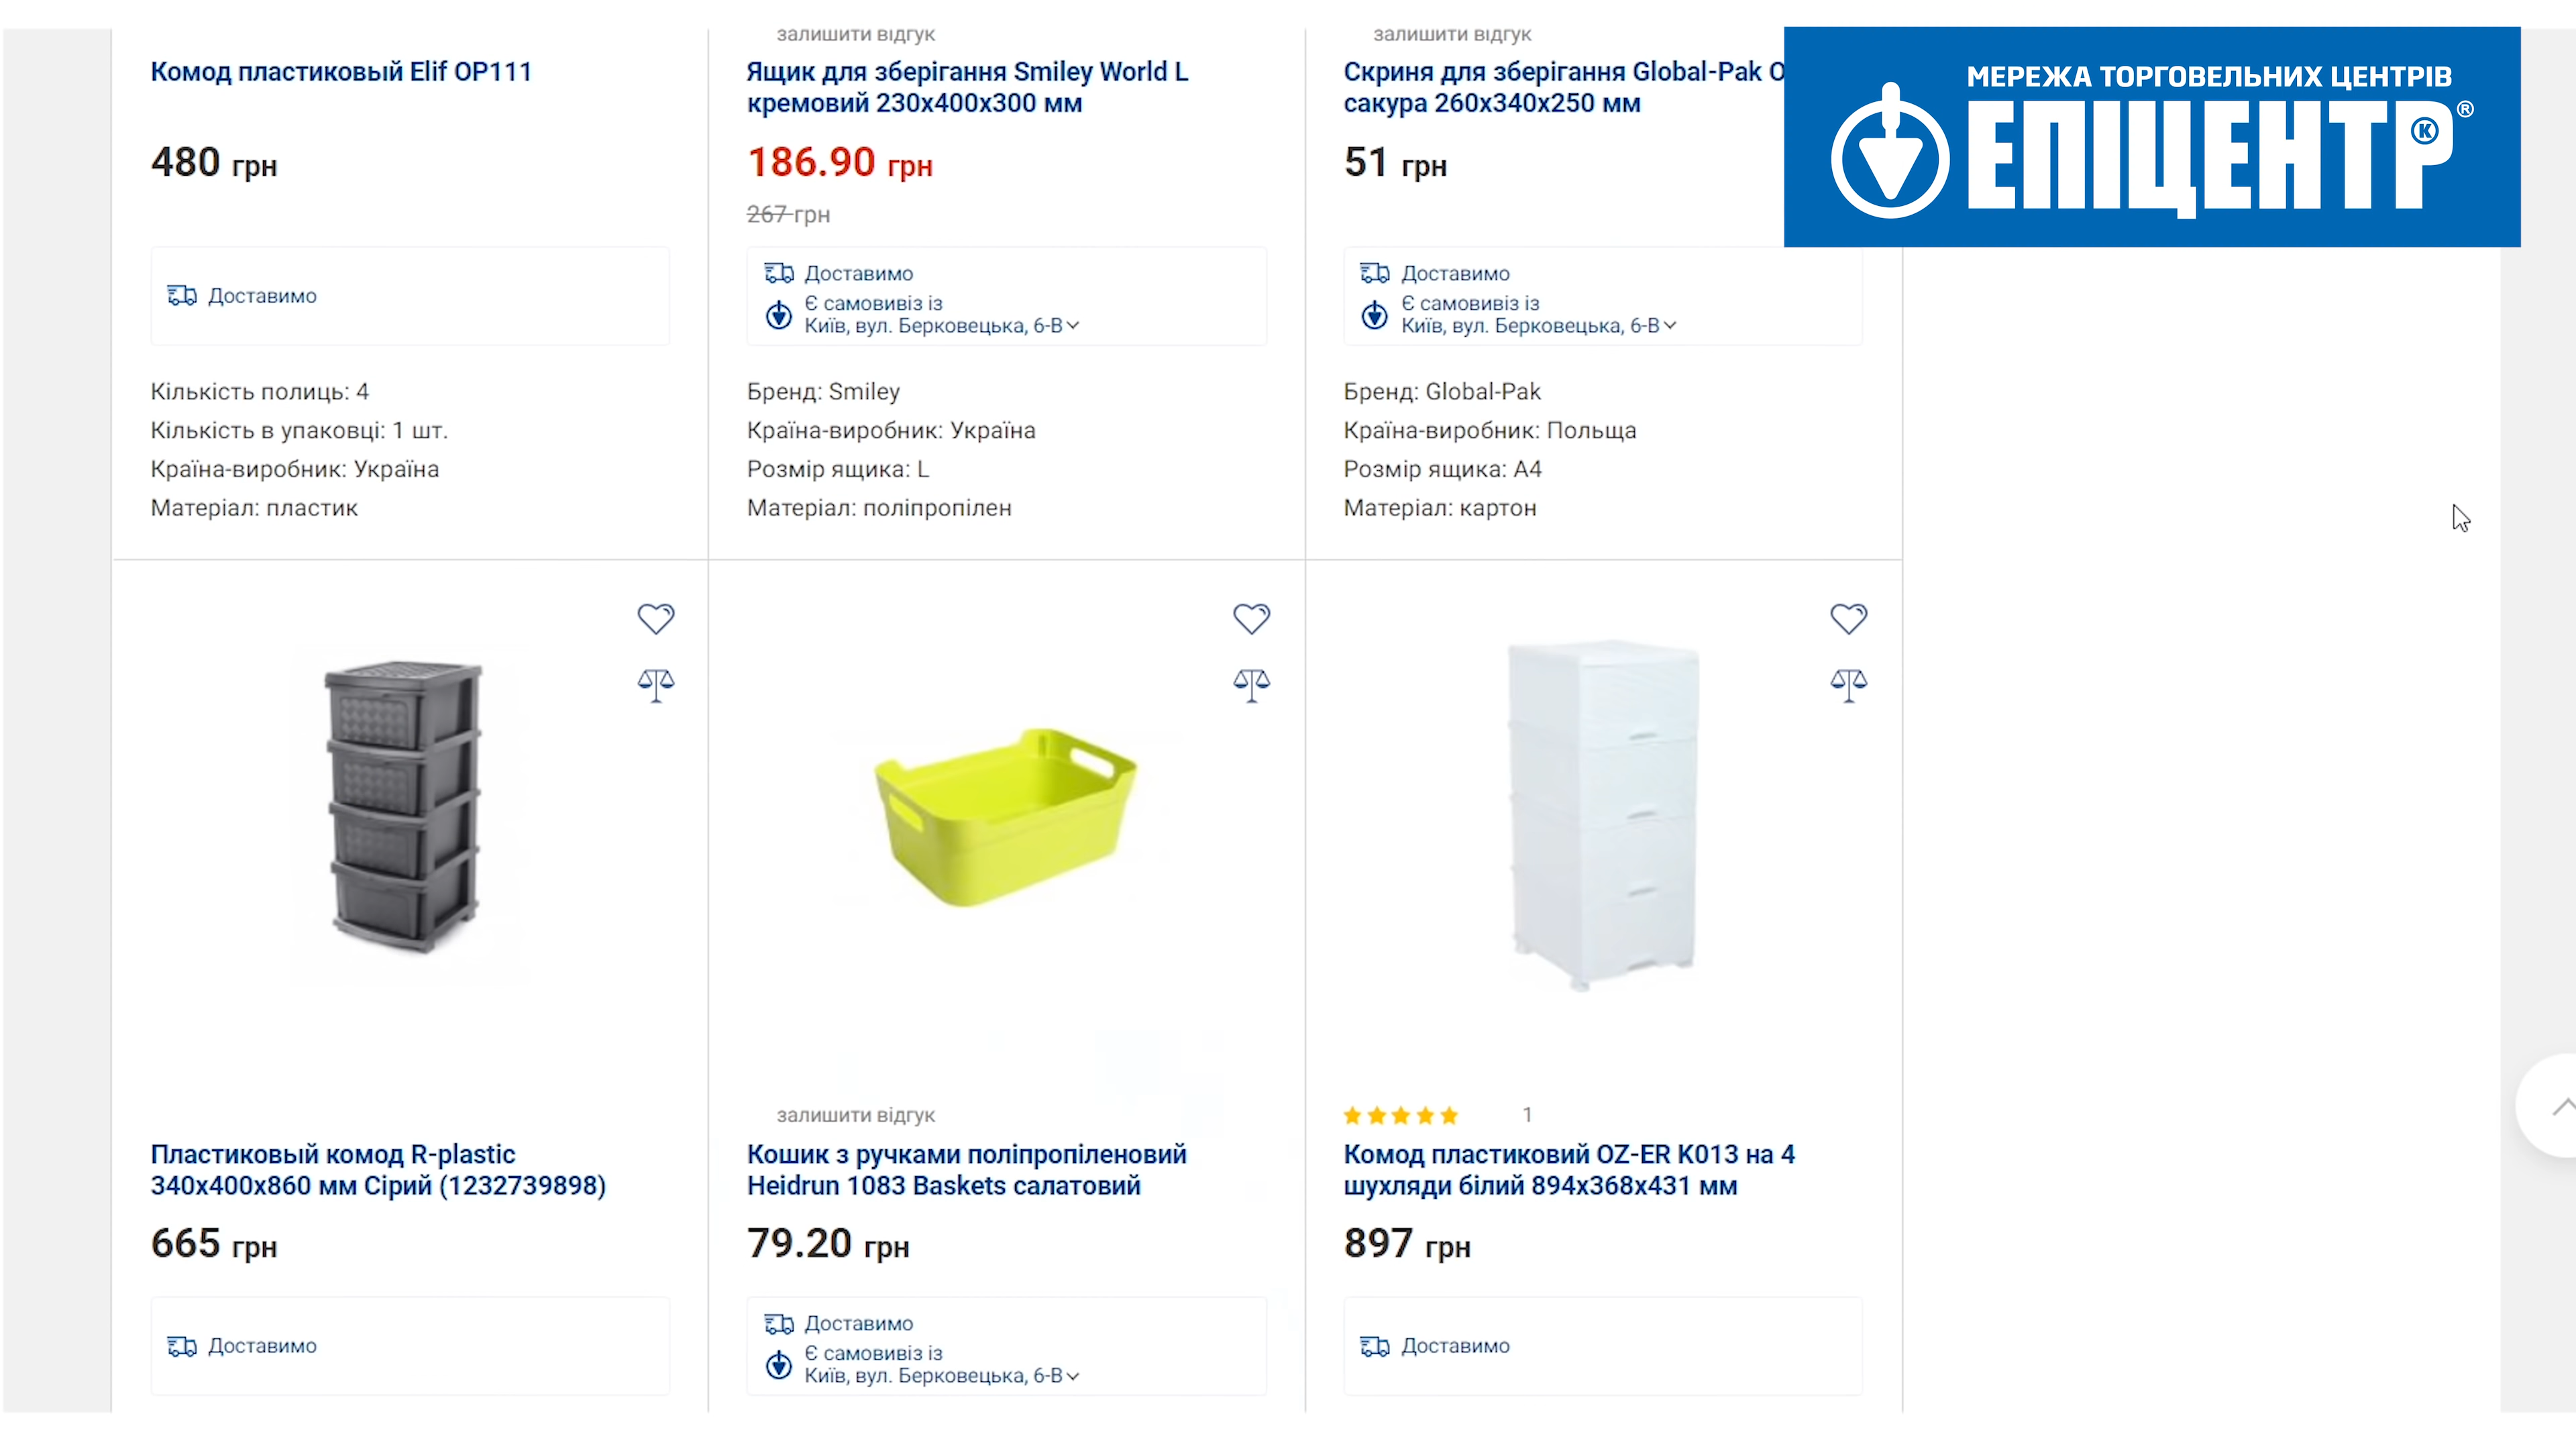 залишити відгук
залишити відгук
МЕРЕЖА ТОРГОВЕЛЬНИХ ЦЕНТРІВ
ЕПІЦЕНТР К ®
Комод пластиковый Elif OP111
Ящик для зберігання Smiley World L
кремовий 230x400x300 мм
Скриня для зберігання Global-Pak
сакура 260x340x250 мм
480 грн
186.90 грн
267 грн
51 грн
Доставимо
Доставимо
Є самовивіз із
Київ, вул. Берковецька, 6-В
Доставимо
Є самовивіз із
Київ, вул. Берковецька, 6-В
Кількість полиць: 4
Кількість в упаковці: 1 шт.
Країна-виробник: Україна
Матеріал: пластик
Бренд: Smiley
Країна-виробник: Україна
Розмір ящика: L
Матеріал: поліпропілен
Бренд: Global-Pak
Країна-виробник: Польща
Розмір ящика: A4
Матеріал: картон
Пластиковый комод R-plastic
340x400x860 мм Сірий (1232739898)
665 грн
Доставимо
залишити відгук
Кошик з ручками поліпропіленовий
Heidrun 1083 Baskets салатовий
79.20 грн
Доставимо
Є самовивіз із
Київ, вул. Берковецька, 6-В
1
Комод пластиковий OZ-ER K013 на 4
шухляди білий 894x368x431 мм
897 грн
Доставимо